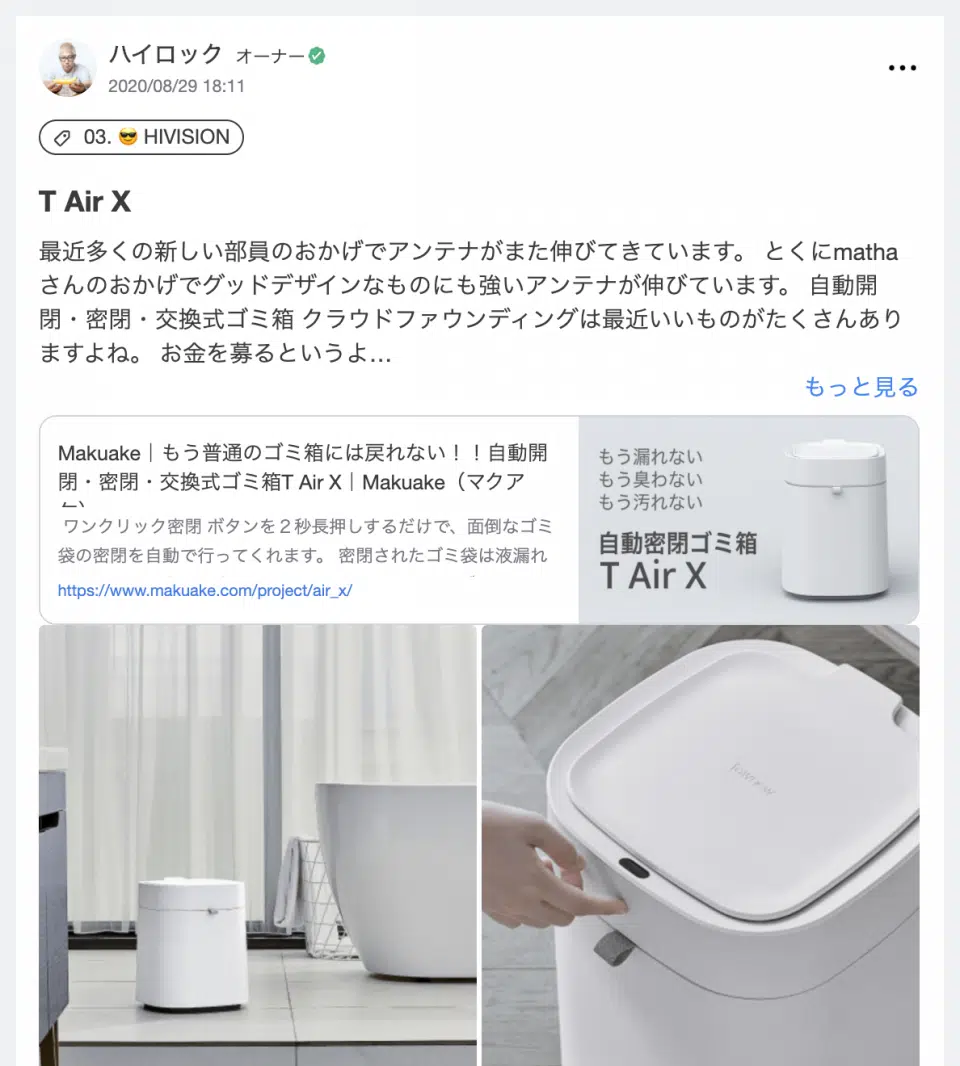 ハイロック オーナー
2020/08/29 18:11
03. 😎 HIVISION
T Air X
最近多くの新しい部員のおかげでアンテナがまた伸びてきています。 とくにmatha
さんのおかげでグッドデザインなものにも強いアンテナが伸びています。 自動開
閉・密閉・交換式ゴミ箱 クラウドファウンディングは最近いいものがたくさんあり
ますよね。 お金を募るというよ…
もっと見る
Makuake｜もう普通のゴミ箱には戻れない！！自動開
閉・密閉・交換式ゴミ箱T Air X｜Makuake（マクア
ワンクリック密閉 ボタンを２秒長押しするだけで、面倒なゴミ
袋の密閉を自動で行ってくれます。 密閉されたゴミ袋は液漏れ
https://www.makuake.com/project/air_x/
もう漏れない
もう臭わない
もう汚れない
自動密閉ゴミ箱
T Air X